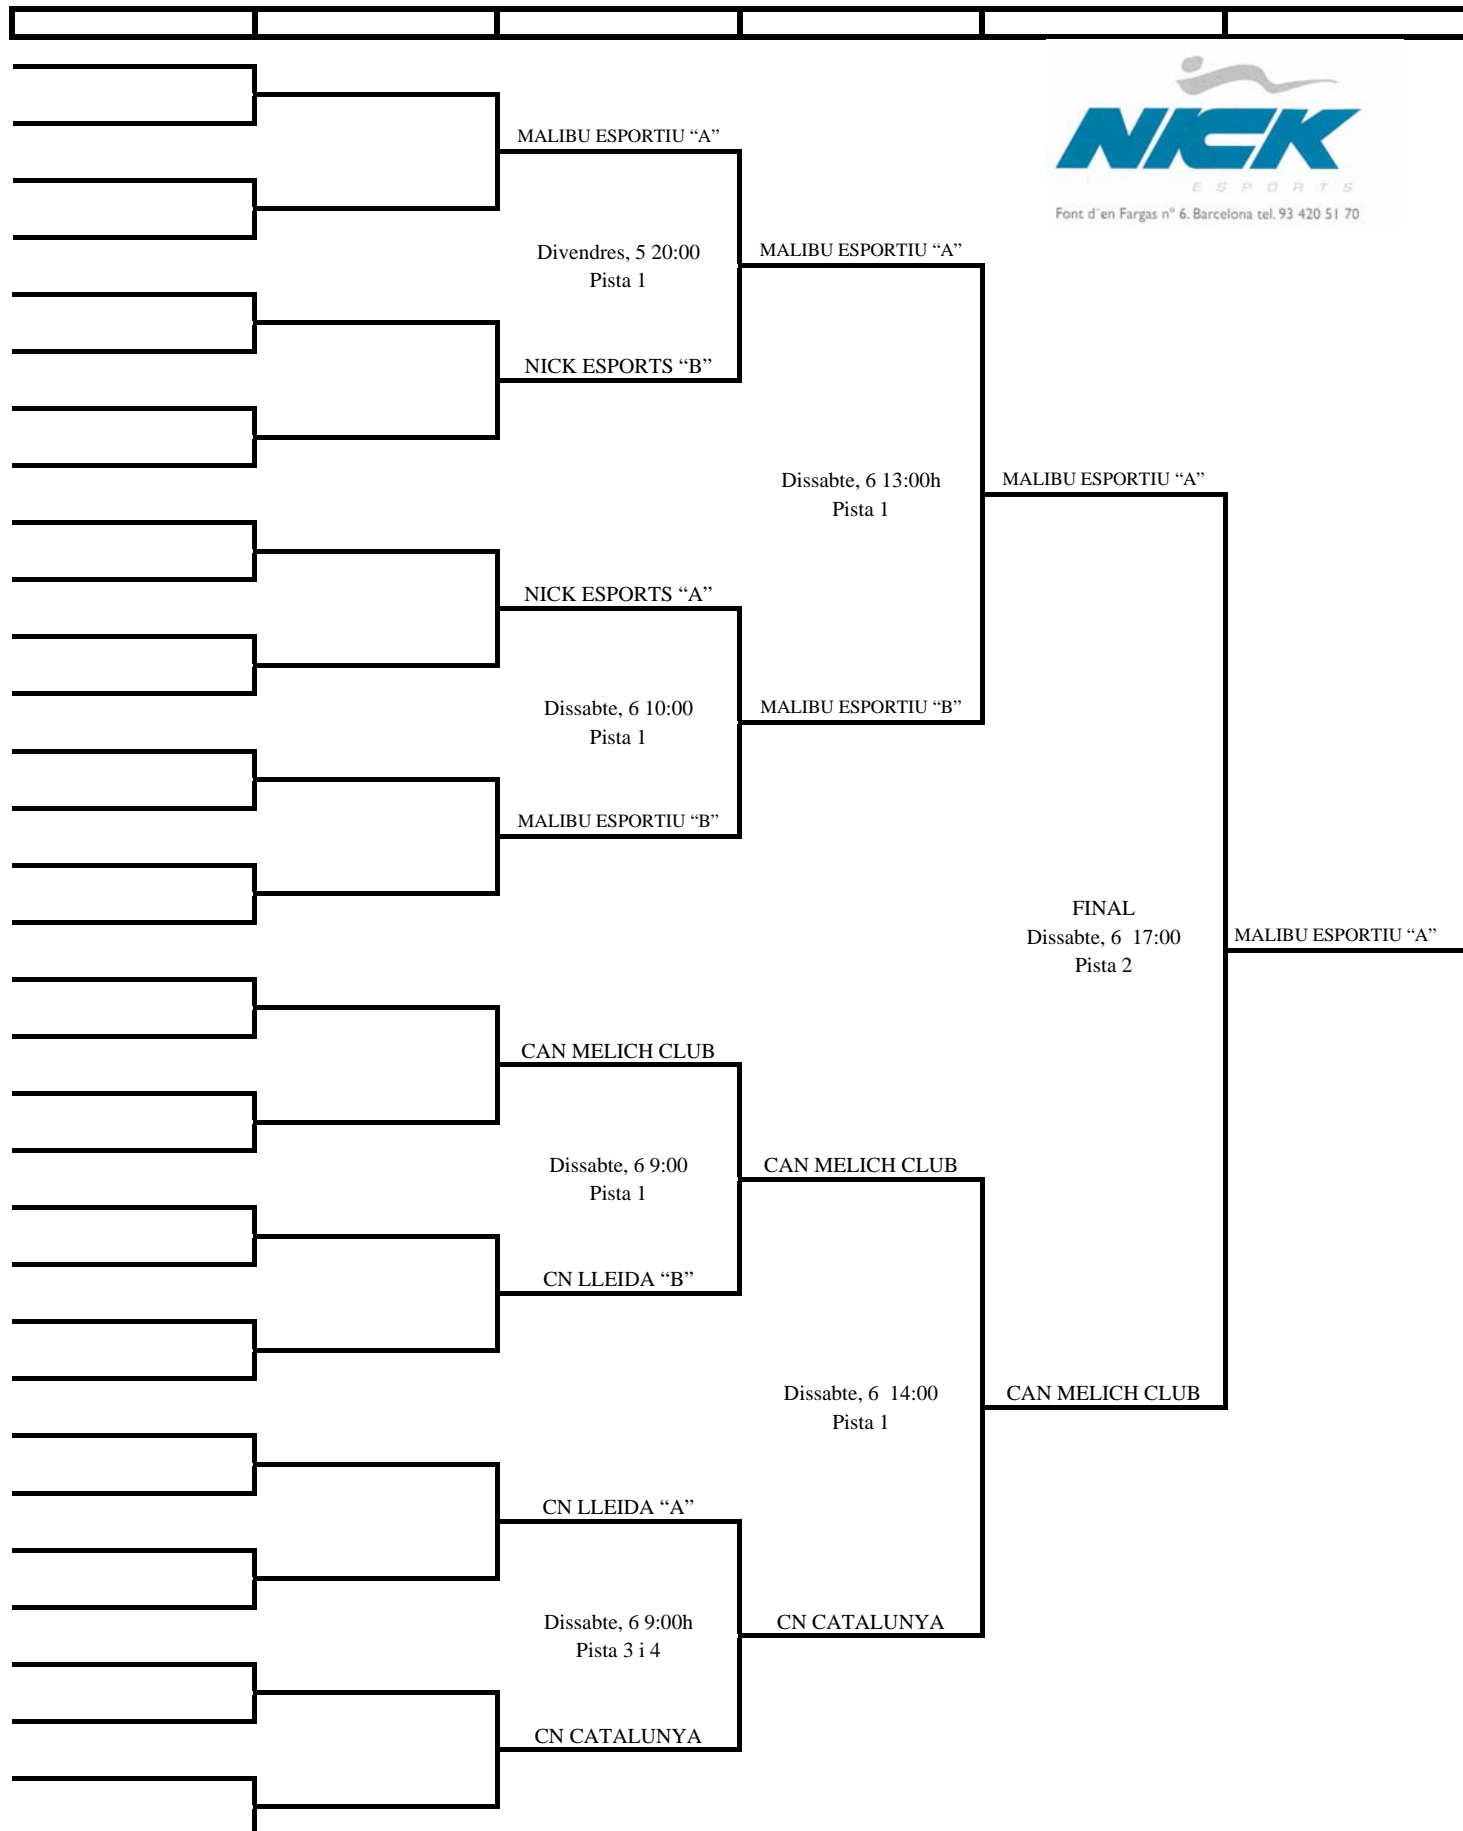 NICK
ESPORTS
Font d´en Fargas nº 6. Barcelona tel. 93 420 51 70
MALIBU ESPORTIU “A”
Divendres, 5 20:00
Pista 1
MALIBU ESPORTIU “A”
NICK ESPORTS “B”
Dissabte, 6 13:00h
Pista 1
MALIBU ESPORTIU “A”
NICK ESPORTS “A”
Dissabte, 6 10:00
Pista 1
MALIBU ESPORTIU “B”
MALIBU ESPORTIU “B”
FINAL
Dissabte, 6  17:00
Pista 2
MALIBU ESPORTIU “A”
CAN MELICH CLUB
Dissabte, 6 9:00
Pista 1
CAN MELICH CLUB
CN LLEIDA “B”
Dissabte, 6  14:00
Pista 1
CAN MELICH CLUB
CN LLEIDA “A”
Dissabte, 6 9:00h
Pista 3 i 4
CN CATALUNYA
CN CATALUNYA